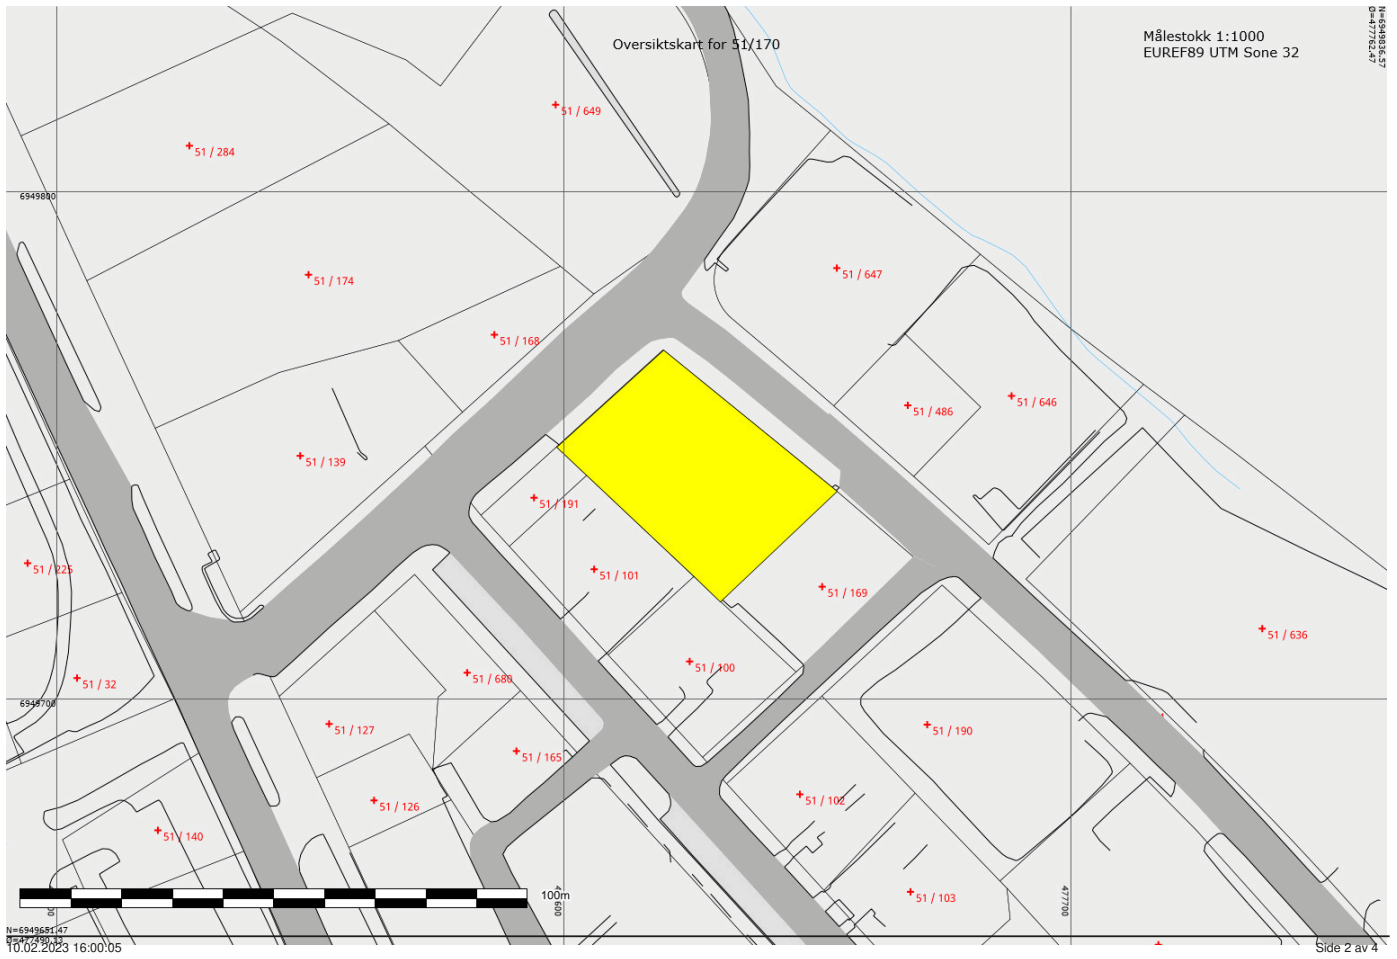 Oversiktskart for 51/170
Målestokk 1:1000
EUREF89 UTM Sone 32
N=6949836.57
Ø=477762.47
51 / 649
51 / 284
6949800
51 / 174
51 / 647
51 / 168
51 / 486
51 / 646
51 / 139
51 / 191
51 / 225
51 / 101
51 / 169
51 / 636
51 / 100
51 / 680
51 / 32
6949700
51 / 127
51 / 190
51 / 165
51 / 126
51 / 102
51 / 140
51 / 103
100m
477700
N=6949651.47
Ø=477490.33
10.02.2023 16:00:05
Side 2 av 4